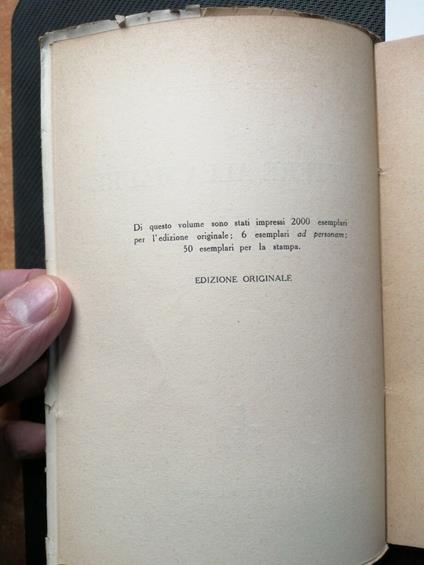 Di questo volume sono stati impressi 2000 esemplari
per l'edizione originale; 6 esemplari ad personam;
50 esemplari per la stampa.
EDIZIONE ORIGINALE